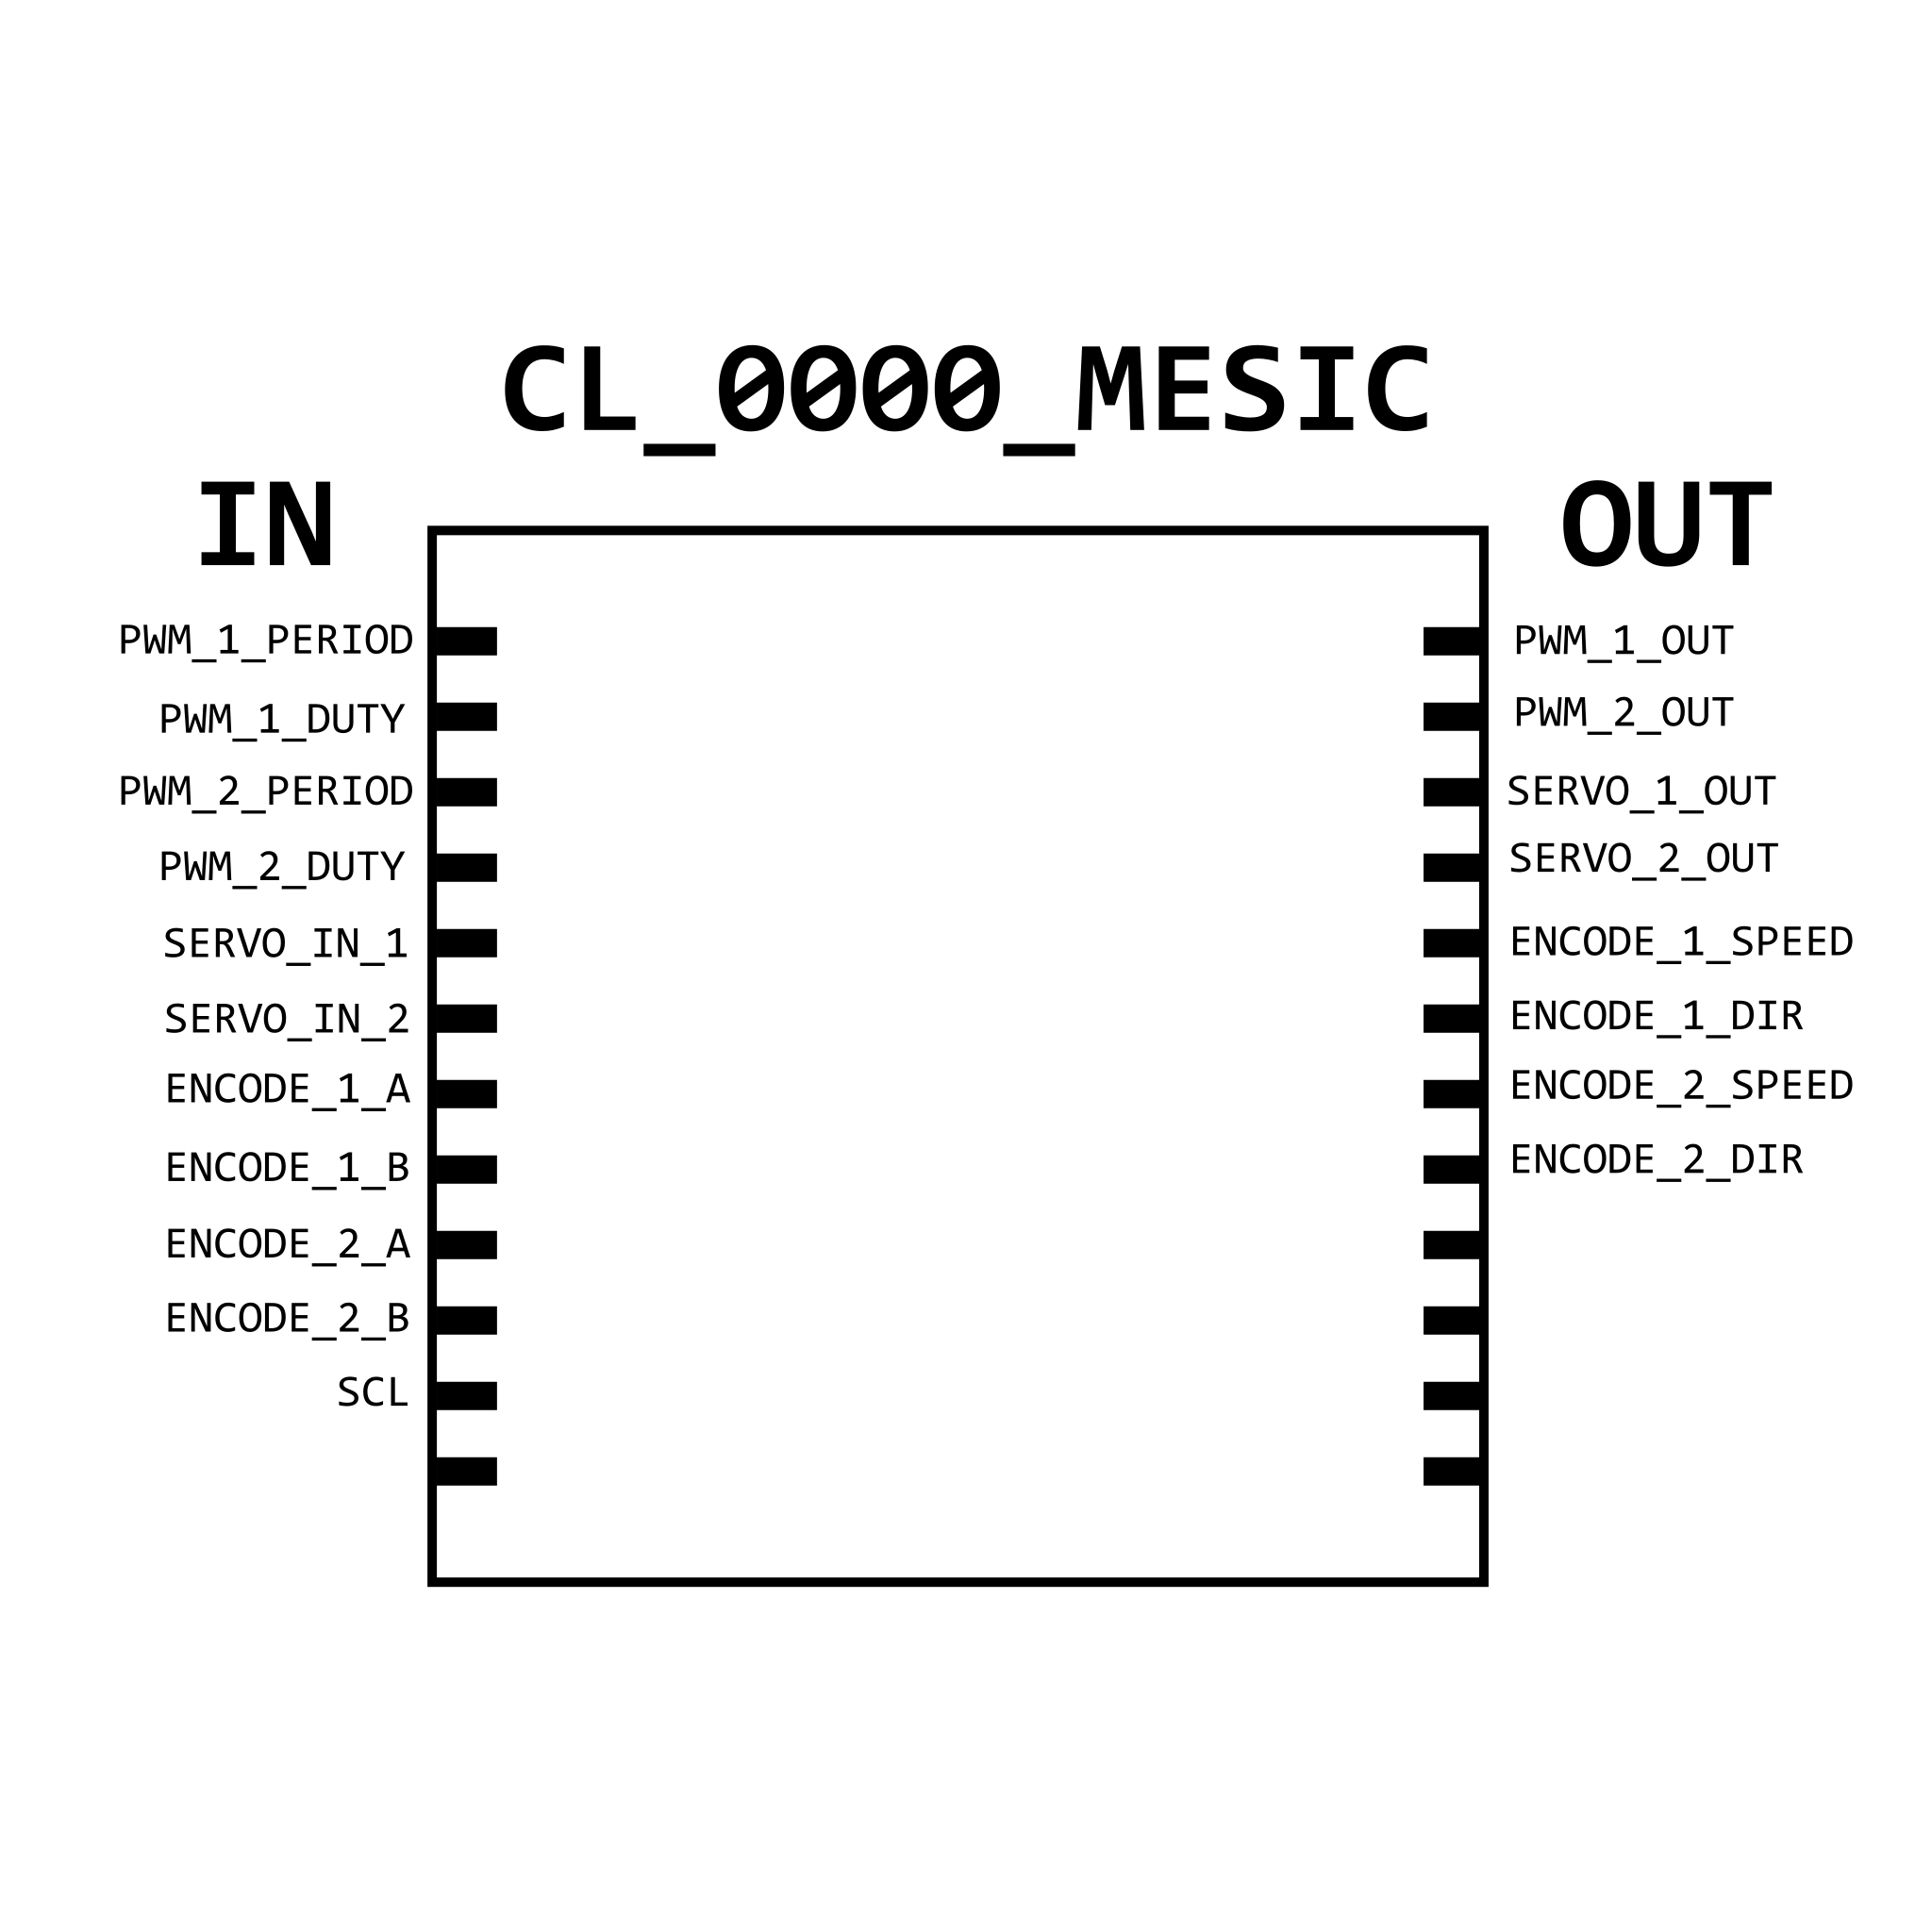 CL_0000_MESIC
IN
PWM_1_PERIOD
PWM_1_DUTY
PWM_2_PERIOD
PWM_2_DUTY
SERVO_IN_1
SERVO_IN_2
ENCODE_1_A
ENCODE_1_B
ENCODE_2_A
ENCODE_2_B
SCL
OUT
PWM_1_OUT
PWM_2_OUT
SERVO_1_OUT
SERVO_2_OUT
ENCODE_1_SPEED
ENCODE_1_DIR
ENCODE_2_SPEED
ENCODE_2_DIR